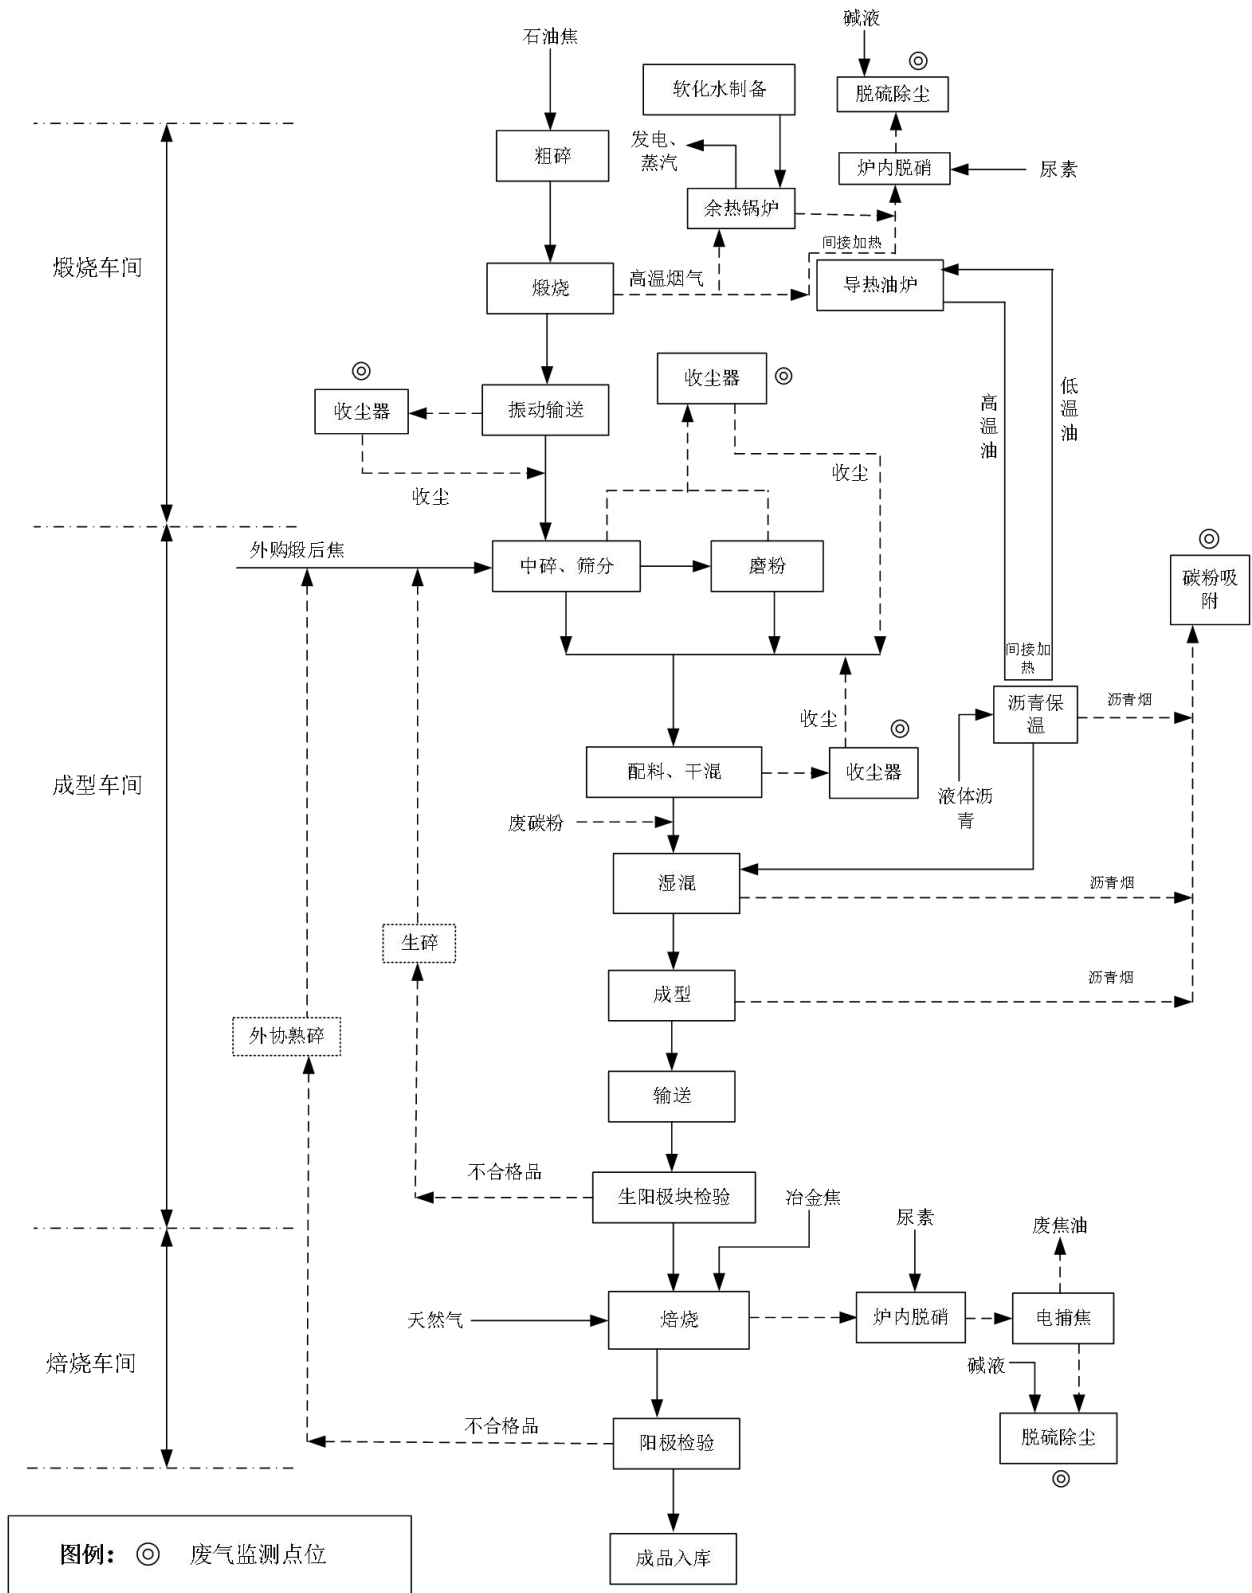 碱液
石油焦
软化水制备
脱硫除尘
发电、
蒸汽
粗碎
炉内脱硝
尿素
余热锅炉
间接加热
煅烧车间
煅烧
高温烟气
导热油炉
收尘器
收尘器
振动输送
高温油
低温油
收尘
收尘
外购煅后焦
中碎、筛分
磨粉
碳粉吸
附
间接加
热
沥青保
温
沥青烟
收尘
成型车间
配料、干混
收尘器
液体沥
青
废碳粉
湿混
沥青烟
生碎
成型
沥青烟
外协熟碎
输送
不合格品
生阳极块检验
冶金焦
尿素
废焦油
天然气
焙烧
炉内脱硝
电捕焦
焙烧车间
碱液
不合格品
阳极检验
脱硫除尘
图例：
废气监测点位
成品入库